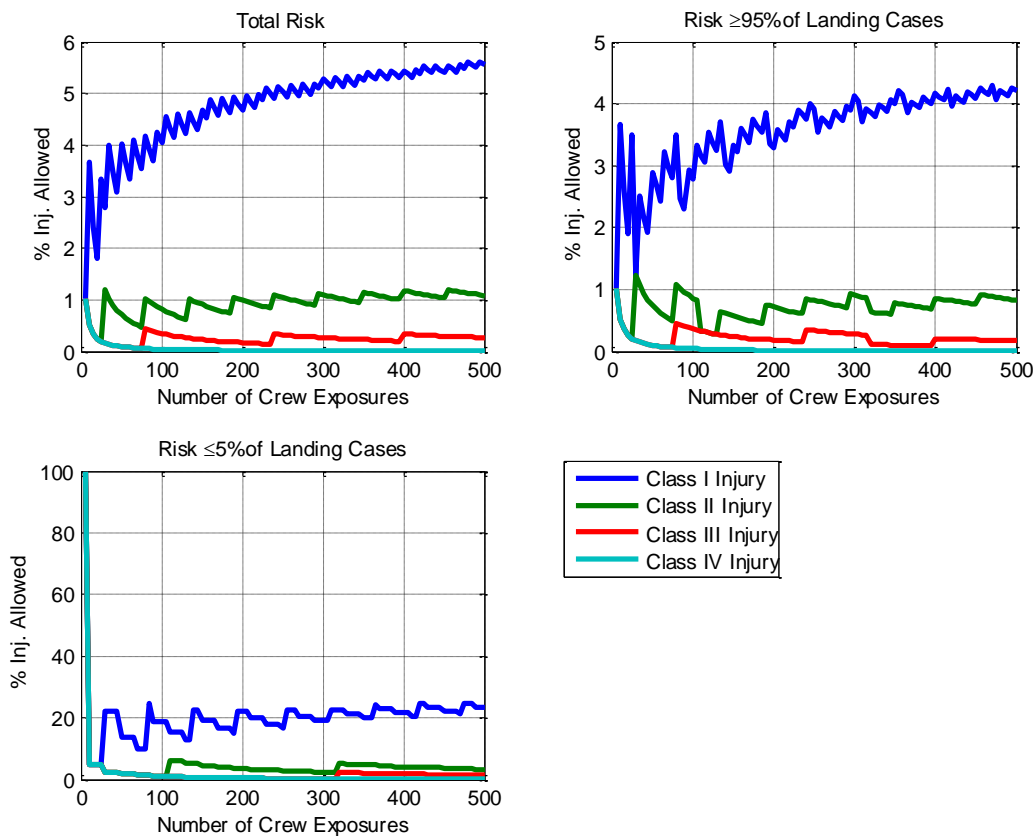 Total Risk
6
5
4
3
2
1
0
% Inj. Allowed
0 100 200 300 400 500
Number of Crew Exposures
Risk ≥95%of Landing Cases
5
4
3
2
1
0
% Inj. Allowed
0 100 200 300 400 500
Number of Crew Exposures
Risk ≤5%of Landing Cases
100
80
60
40
20
0
% Inj. Allowed
0 100 200 300 400 500
Number of Crew Exposures
Class I Injury
Class II Injury
Class III Injury
Class IV Injury